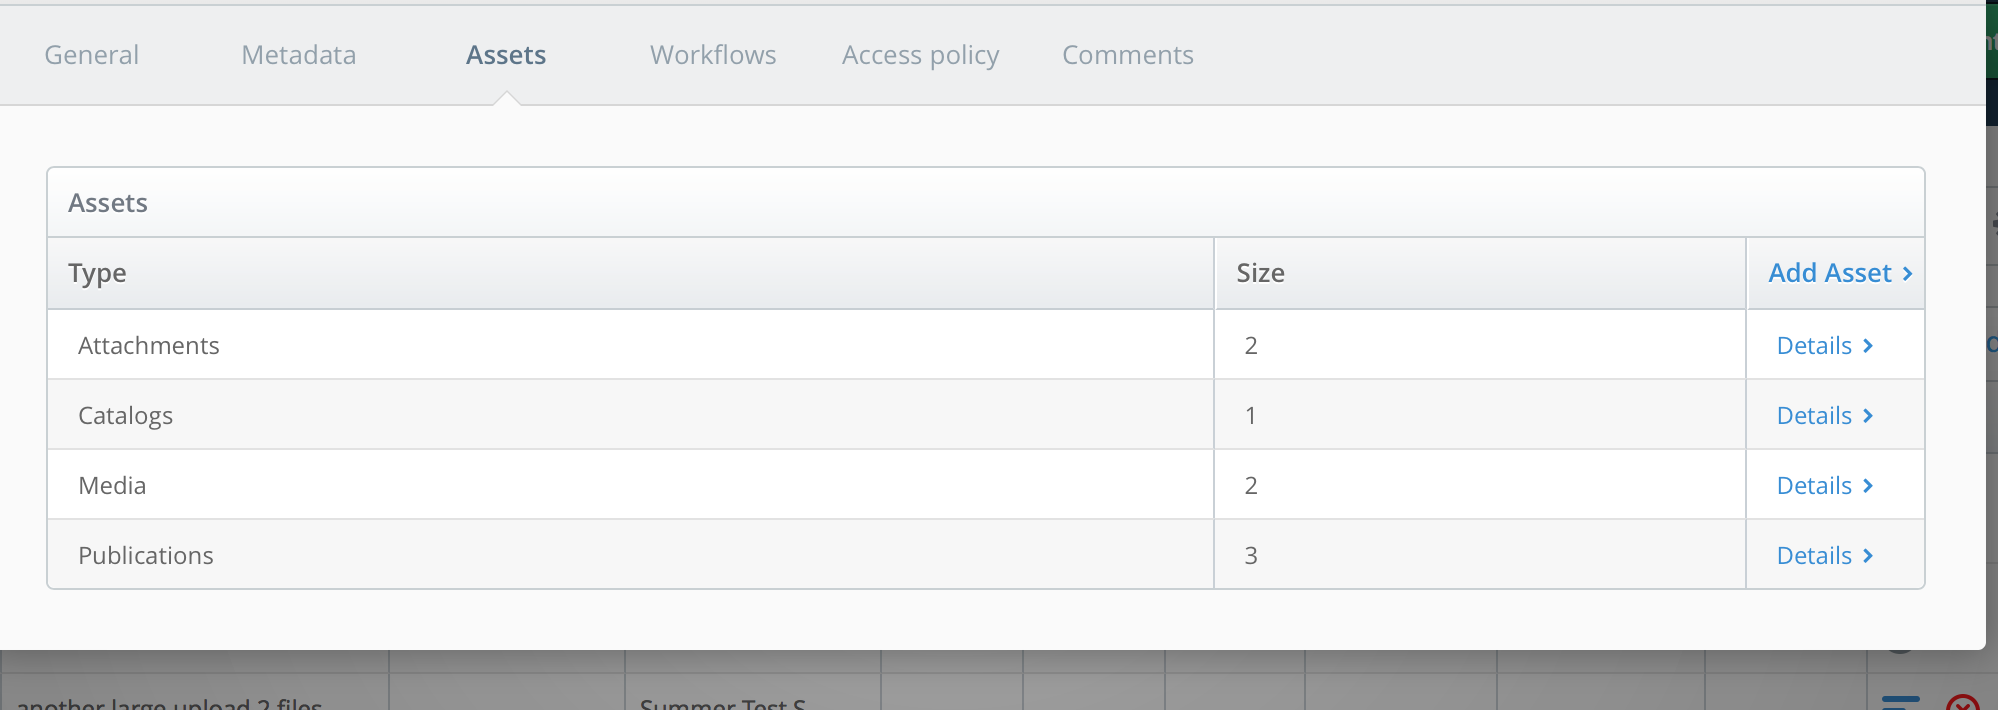 General Metadata Assets Workflows Access policy Comments
Assets
Type Size Add Asset
Attachments 2 Details
Catalogs 1 Details
Media 2 Details
Publications 3 Details
another large upload 2 files Summer Test S